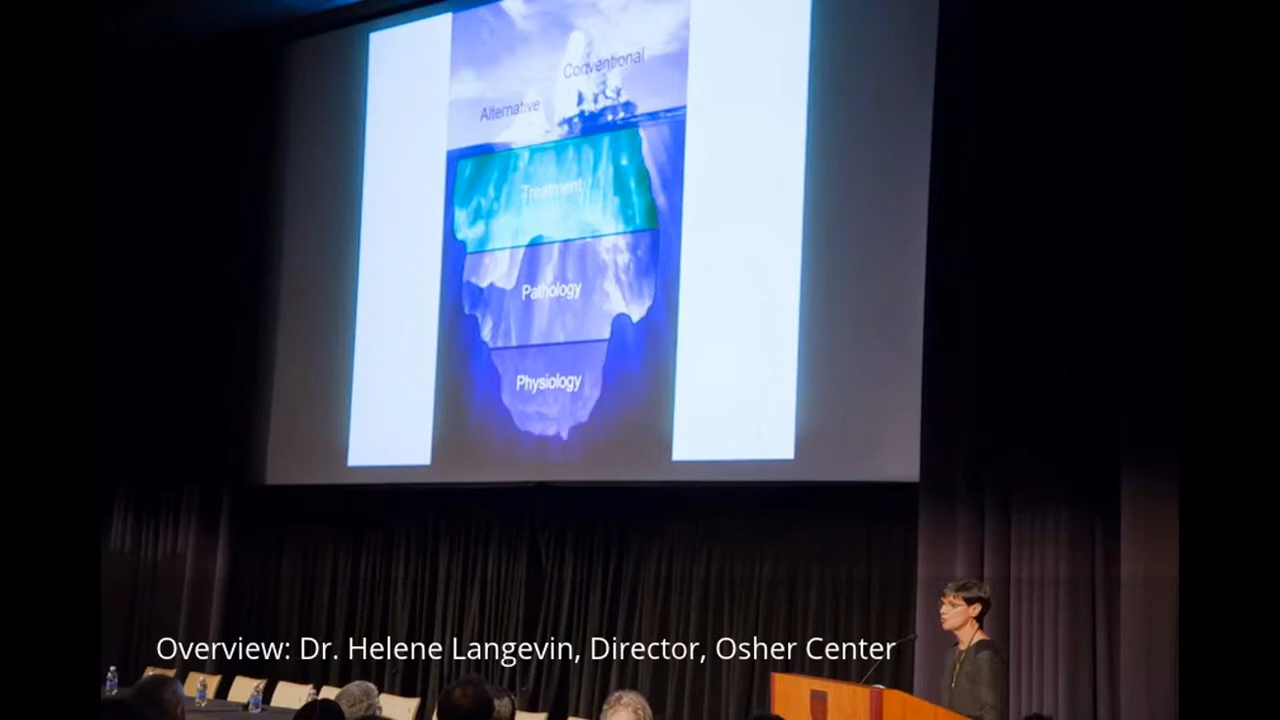 Conventional
Alternative
Treatment
Pathology
Physiology
Overview: Dr. Helene Langevin, Director, Osher Center